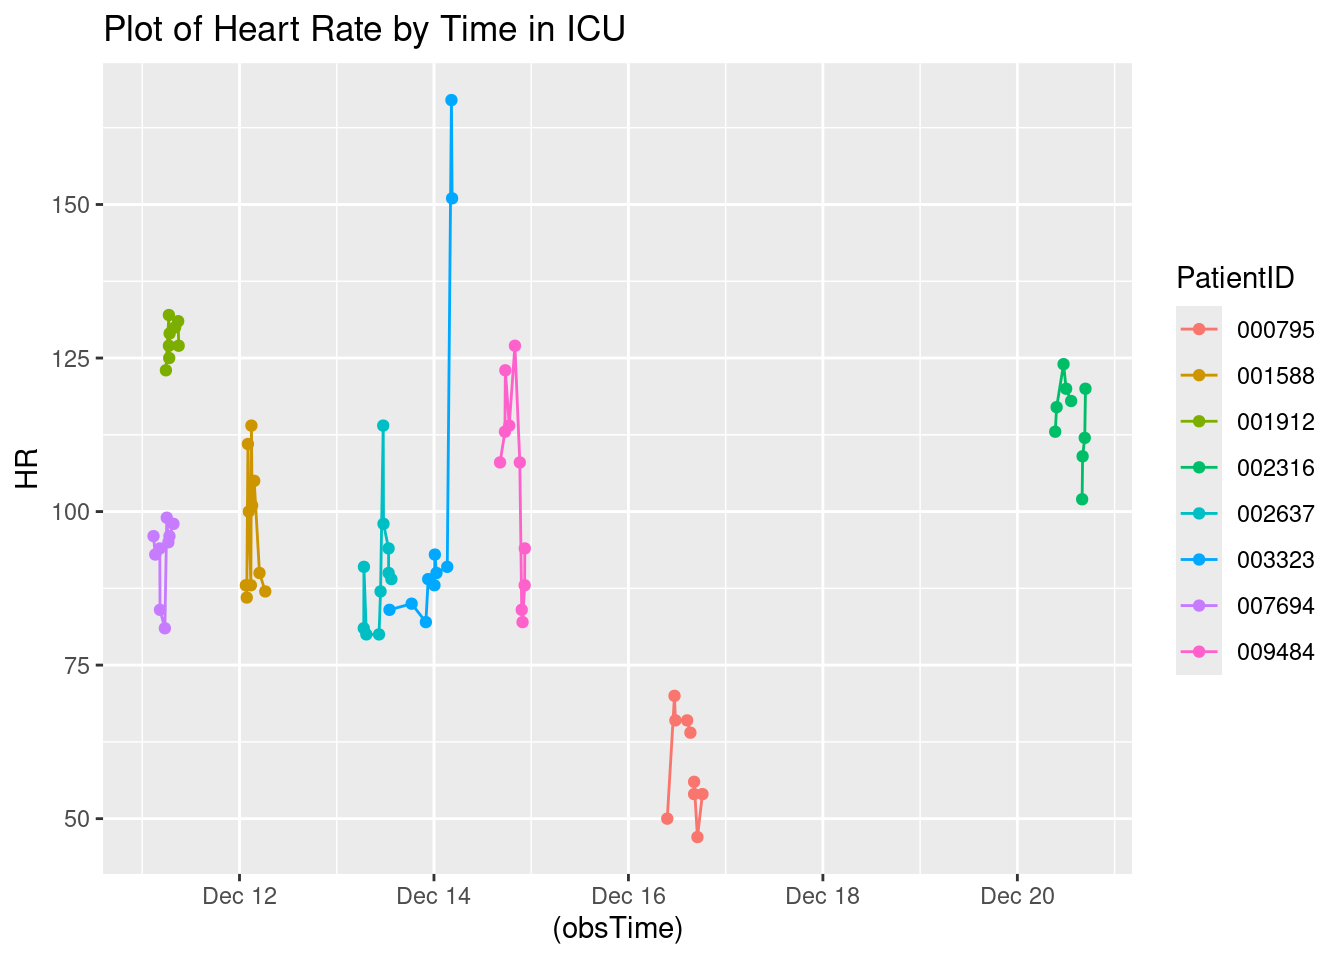 Plot of Heart Rate by Time in ICU
150
125
100
75
50
HR
Dec 12
Dec 14
Dec 16
Dec 18
Dec 20
(obsTime)
PatientID
000795
001588
001912
002316
002637
003323
007694
009484